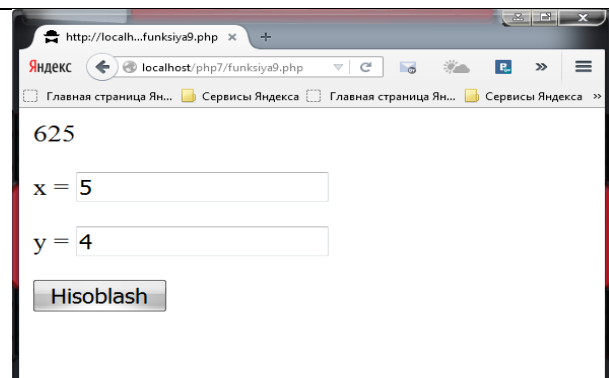 http://localh...funksiya9.php × +
Яндекс localhost/php7/funksiya9.php
Главная страница Ян... Сервисы Яндекса Главная страница Ян... Сервисы Яндекса »
625
x = 5
y = 4
Hisoblash